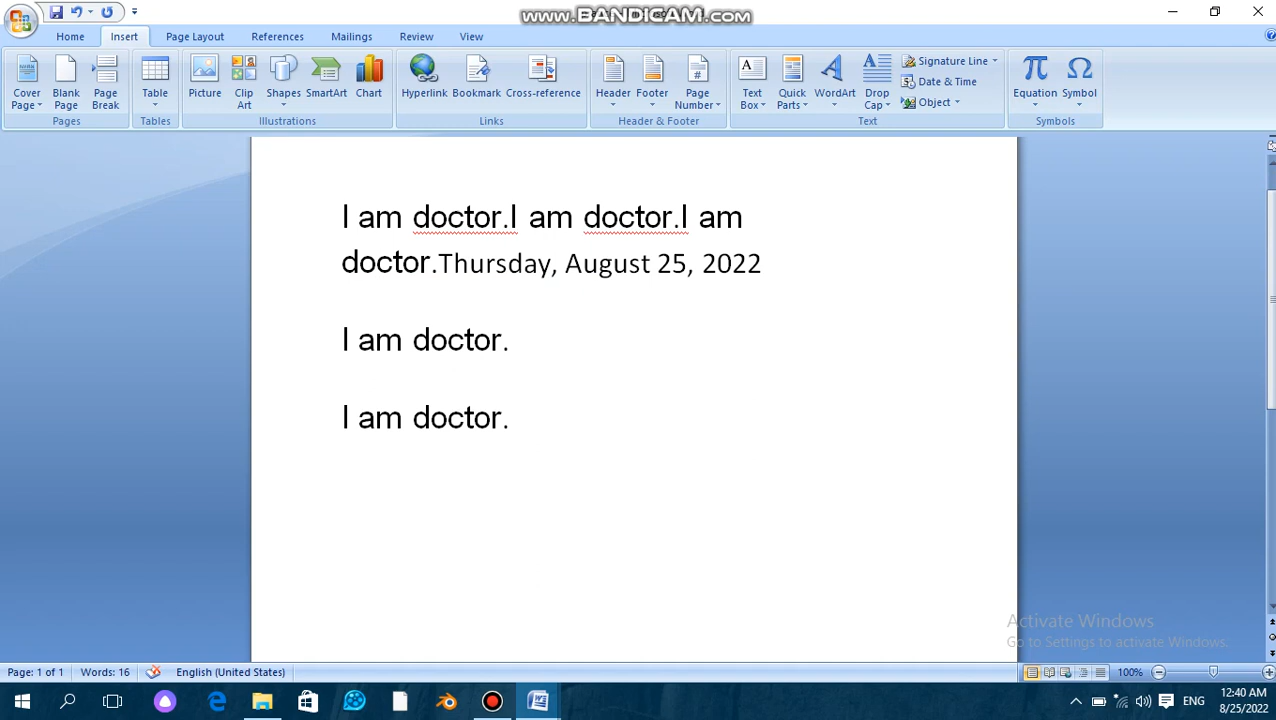 www.BANDICAM.com
Home Insert Page Layout References Mailings Review View
Cover Page Blank Page Page Break Table Picture Clip Art Shapes SmartArt Chart Hyperlink Bookmark Cross-reference Header Footer Page Number Text Box Quick Parts WordArt Drop Cap Signature Line Date & Time Object Equation Symbol
Pages Tables Illustrations Links Header & Footer Text Symbols
I am doctor.I am doctor.I am
doctor.Thursday, August 25, 2022
I am doctor.
I am doctor.
Activate Windows
Go to Settings to activate Windows.
Page: 1 of 1 Words: 16 English (United States) 100%
ENG 12:40 AM
8/25/2022